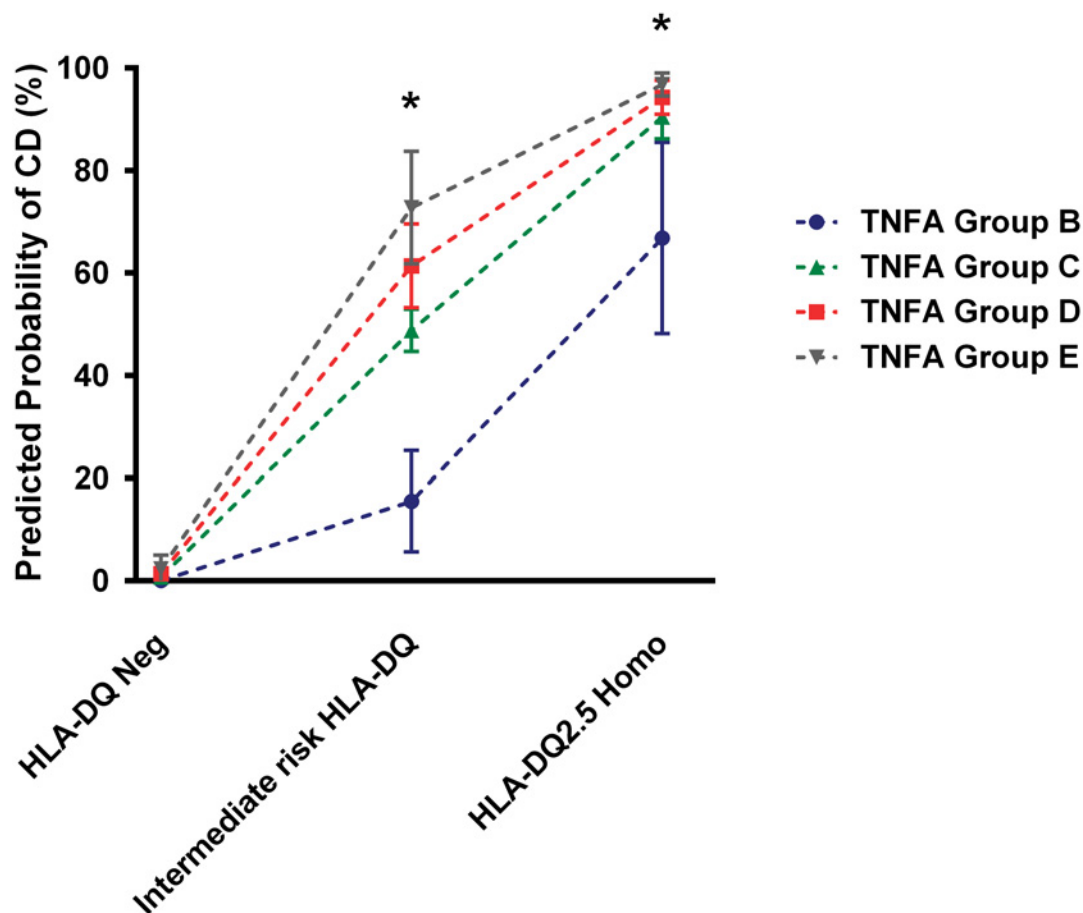 *
*
100
80
60
40
20
0
Predicted Probability of CD (%)
HLA-DQ Neg
Intermediate risk HLA-DQ
HLA-DQ2.5 Homo
TNFA Group B
TNFA Group C
TNFA Group D
TNFA Group E